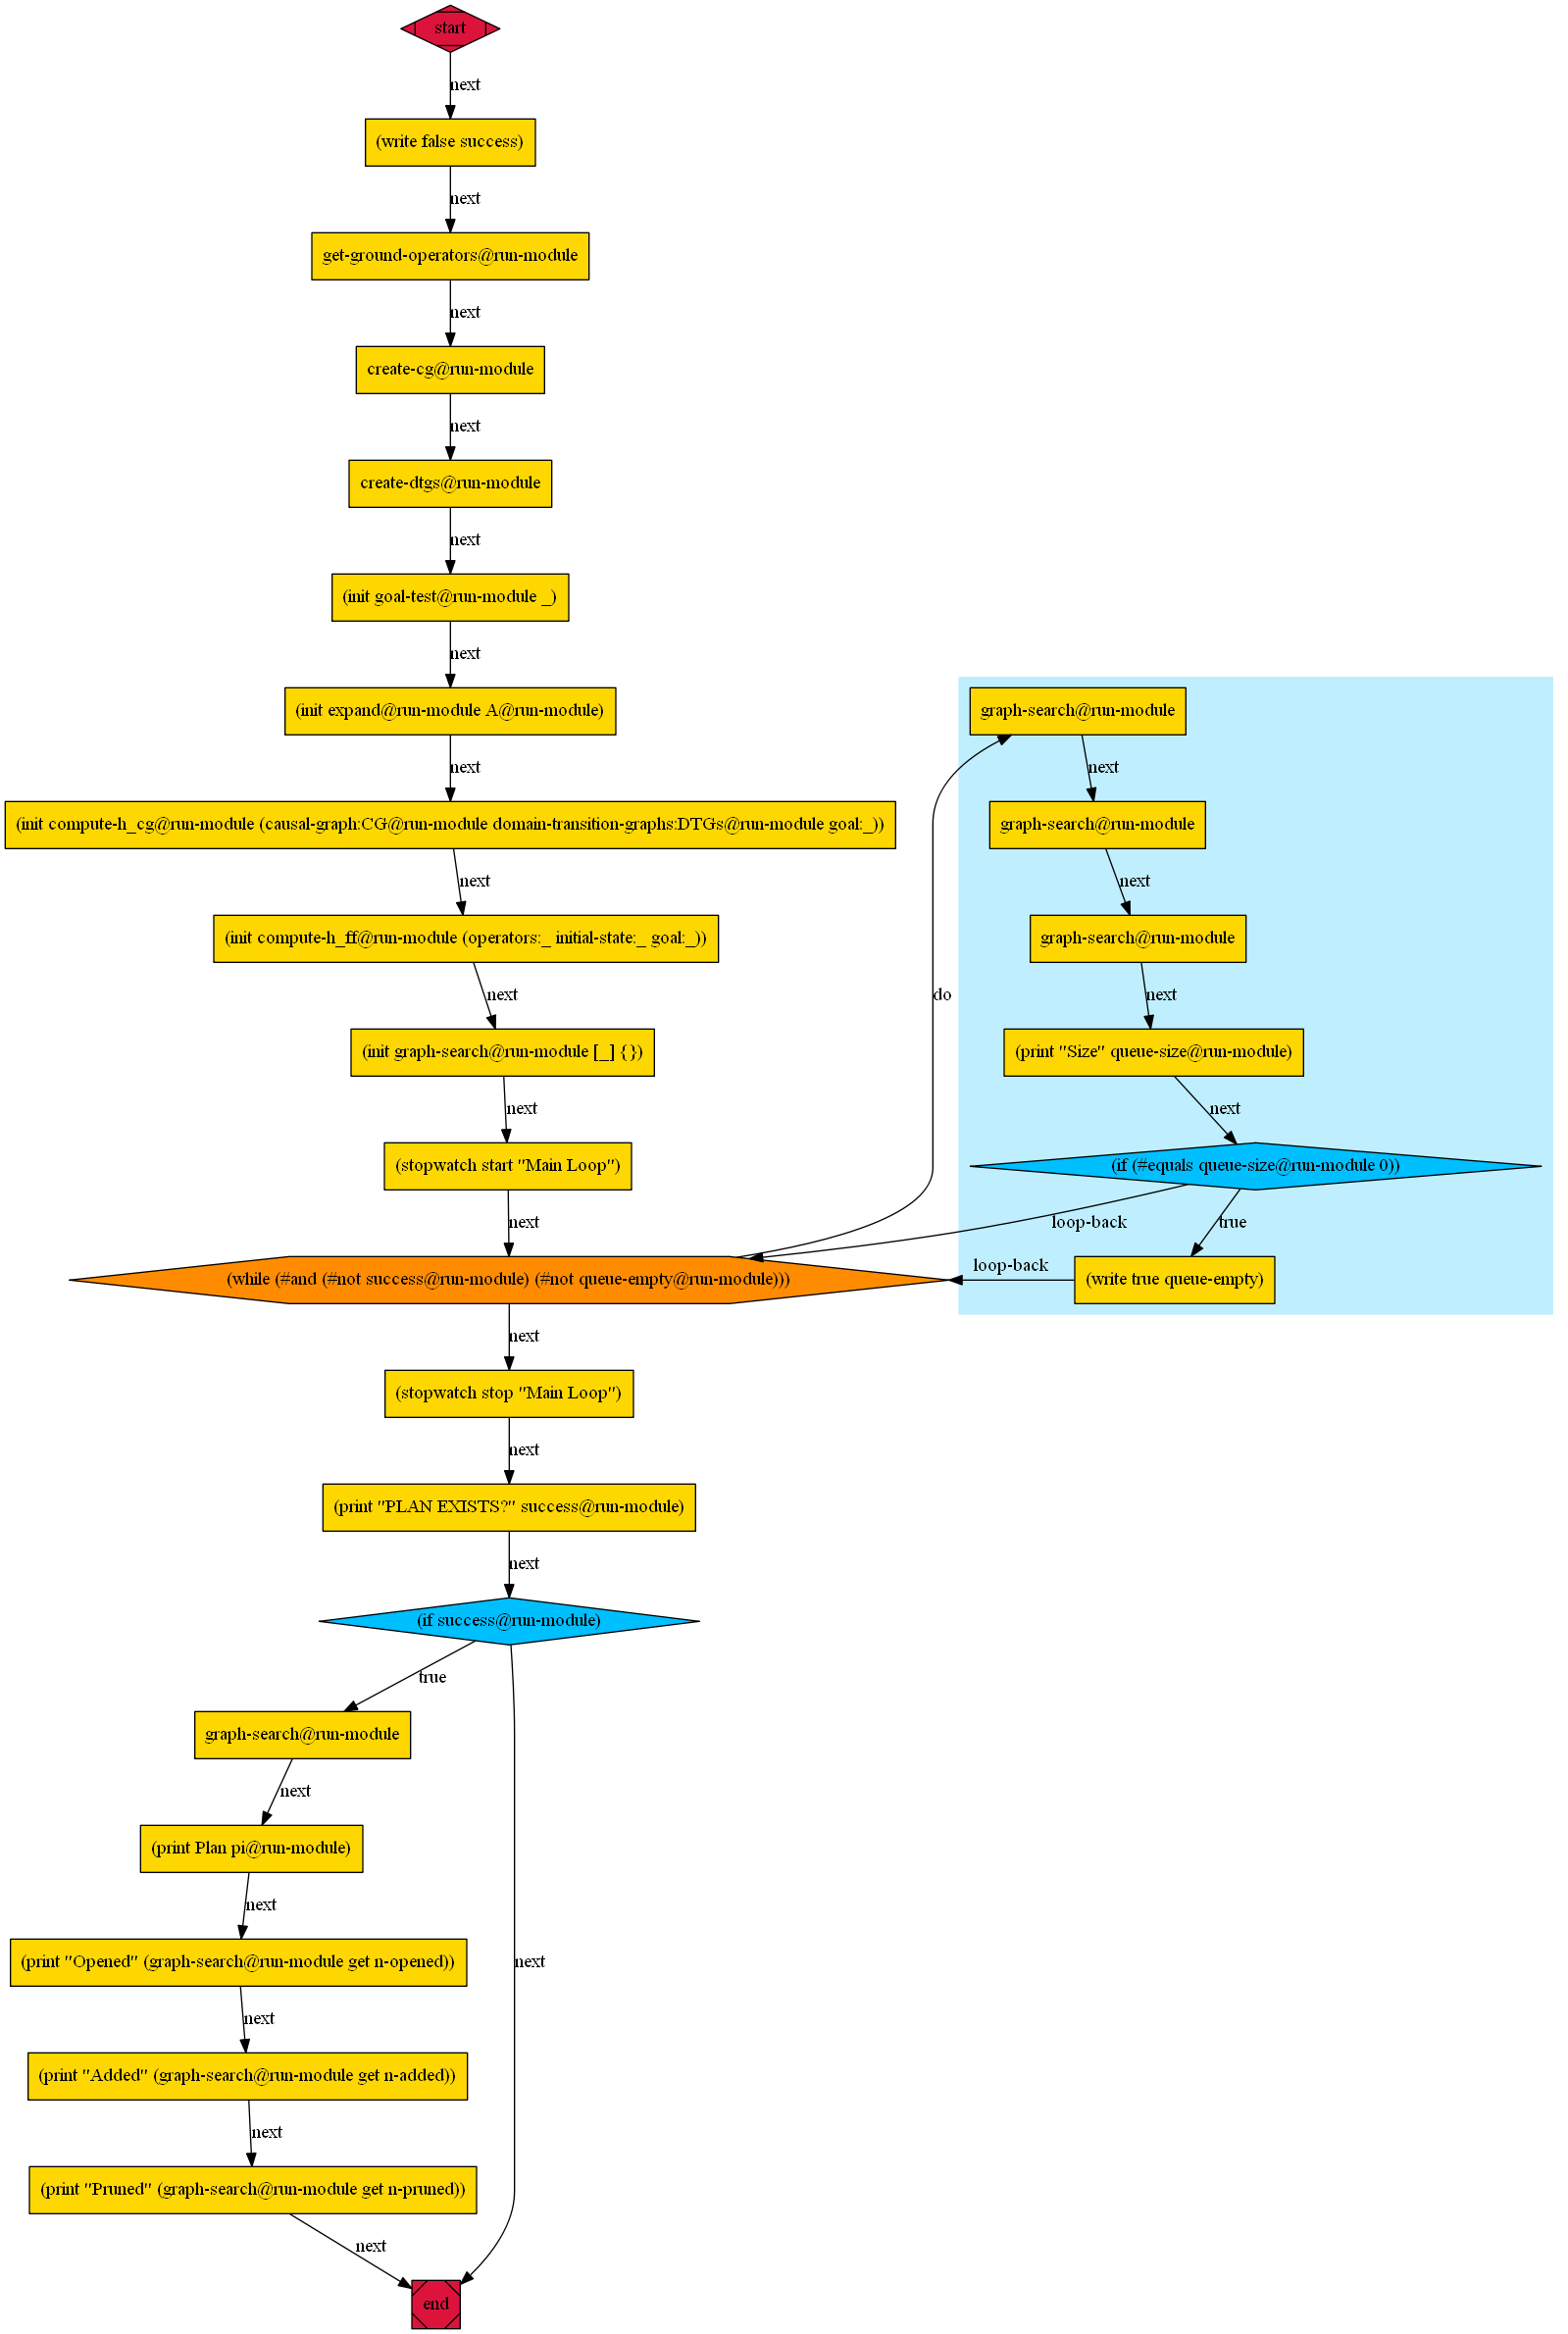 start
next
(write false success)
next
get-ground-operators@run-module
next
create-cg@run-module
next
create-dtgs@run-module
next
(init goal-test@run-module _)
next
(init expand@run-module A@run-module)
next
(init compute-h_cg@run-module (causal-graph:CG@run-module domain-transition-graphs:DTGs@run-module goal:_))
next
(init compute-h_ff@run-module (operators:_ initial-state:_ goal:_))
next
(init graph-search@run-module [_] {})
next
(stopwatch start "Main Loop")
next
(while (#and (#not success@run-module) (#not queue-empty@run-module)))
do
graph-search@run-module
next
graph-search@run-module
next
graph-search@run-module
next
(print "Size" queue-size@run-module)
next
(if (#equals queue-size@run-module 0))
loop-back
true
(write true queue-empty)
loop-back
next
(stopwatch stop "Main Loop")
next
(print "PLAN EXISTS?" success@run-module)
next
(if success@run-module)
true
graph-search@run-module
next
(print Plan pi@run-module)
next
(print "Opened" (graph-search@run-module get n-opened))
next
next
(print "Added" (graph-search@run-module get n-added))
next
(print "Pruned" (graph-search@run-module get n-pruned))
next
end